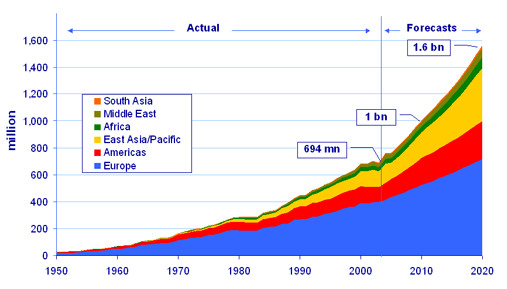 Actual
Forecasts
1,600
1,400
1,200
1,000
800
600
400
200
0
million
South Asia
Middle East
Africa
East Asia/Pacific
Americas
Europe
694 mn
1 bn
1.6 bn
1950 1960 1970 1980 1990 2000 2010 2020